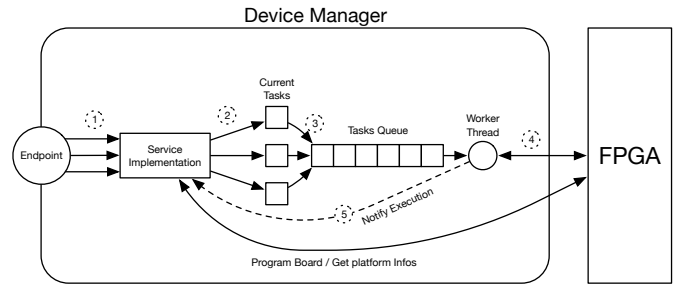 Device Manager
Current
Tasks
1
2
3
Tasks Queue
Worker
Thread
4
Endpoint
Service
Implementation
FPGA
5
Notify Execution
Program Board / Get platform Infos